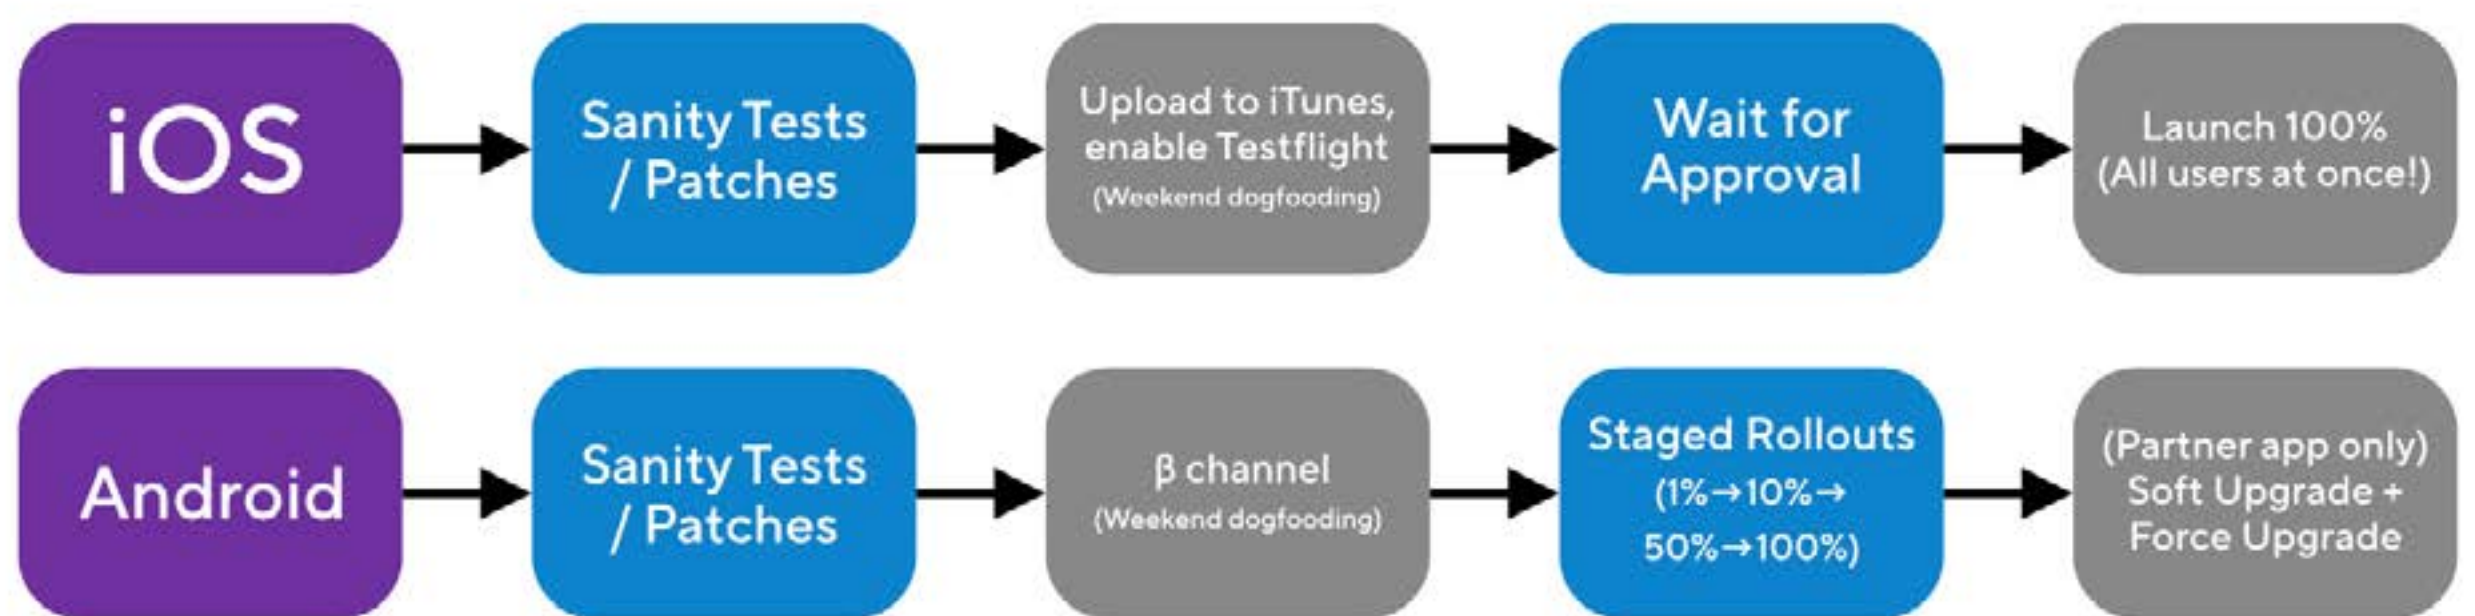 iOS
Sanity Tests
/ Patches
Upload to iTunes,
enable Testflight
(Weekend dogfooding)
Wait for
Approval
Launch 100%
(All users at once!)
Android
Sanity Tests
/ Patches
β channel
(Weekend dogfooding)
Staged Rollouts
(1%→10%→
50%→100%)
(Partner app only)
Soft Upgrade +
Force Upgrade